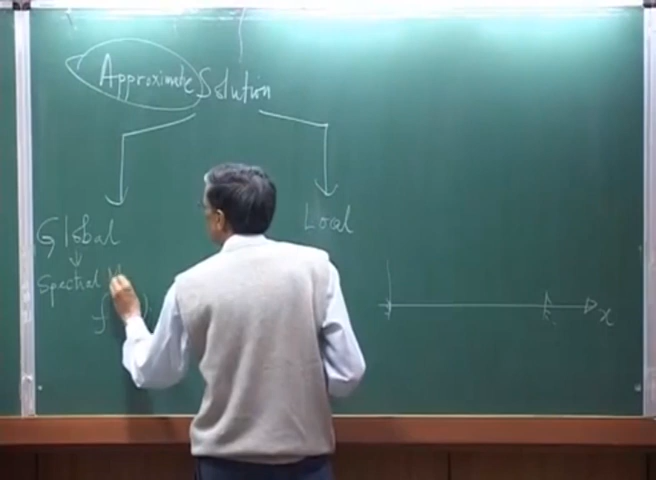 Approximate Solution
Global
Local
Spectral
f
x